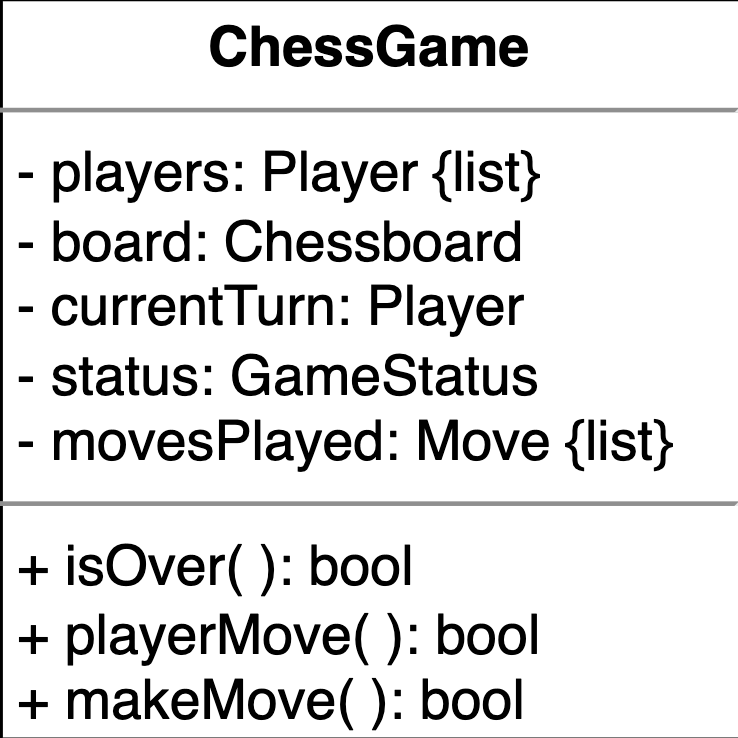 ChessGame
- players: Player {list}
- board: Chessboard
- currentTurn: Player
- status: GameStatus
- movesPlayed: Move {list}
+ isOver( ): bool
+ playerMove( ): bool
+ makeMove( ): bool